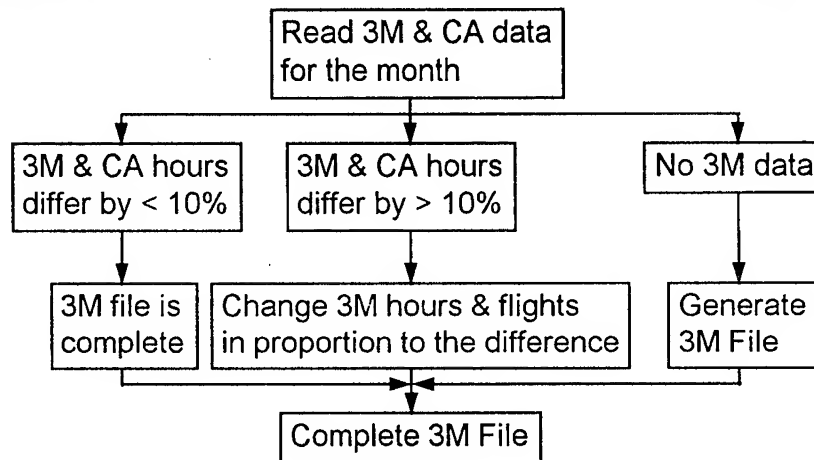 Read 3M & CA data
for the month
3M & CA hours
differ by < 10%
3M & CA hours
differ by > 10%
No 3M data
3M file is
complete
Change 3M hours & flights
in proportion to the difference
Generate
3M File
Complete 3M File